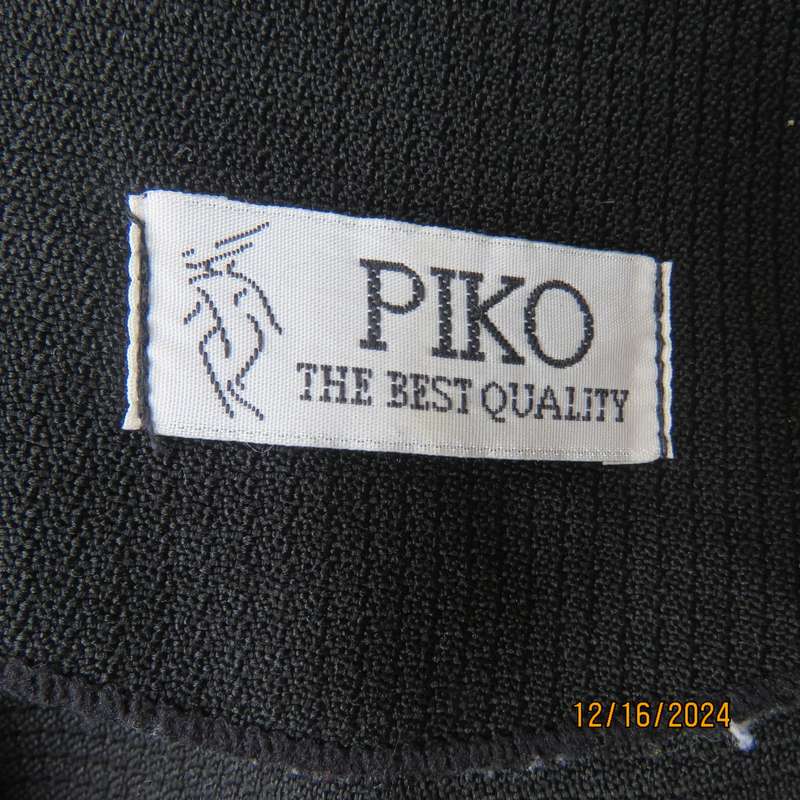 PIKO
THE BEST QUALITY
12/16/2024